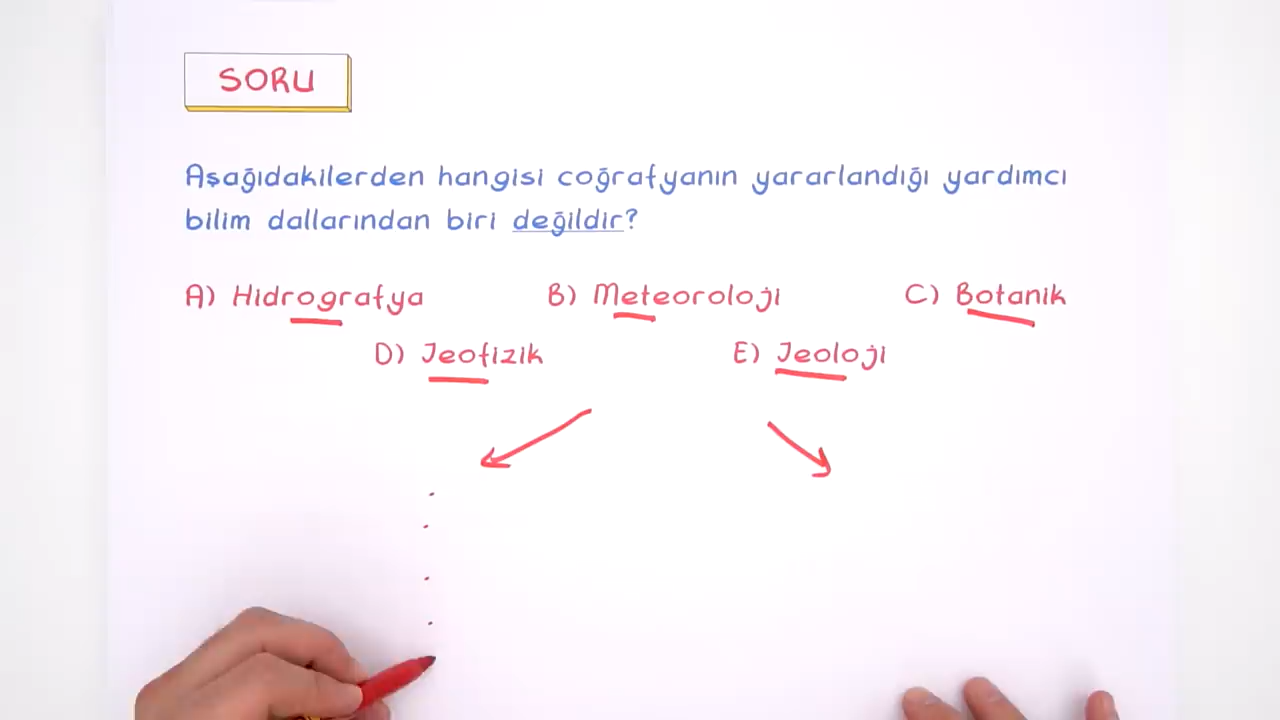 SORU
Aşağıdakilerden hangisi coğrafyanın yararlandığı yardımcı
bilim dallarından biri değildir?
A) Hidrografya B) Meteoroloji C) Botanik
D) Jeofizik E) Jeoloji